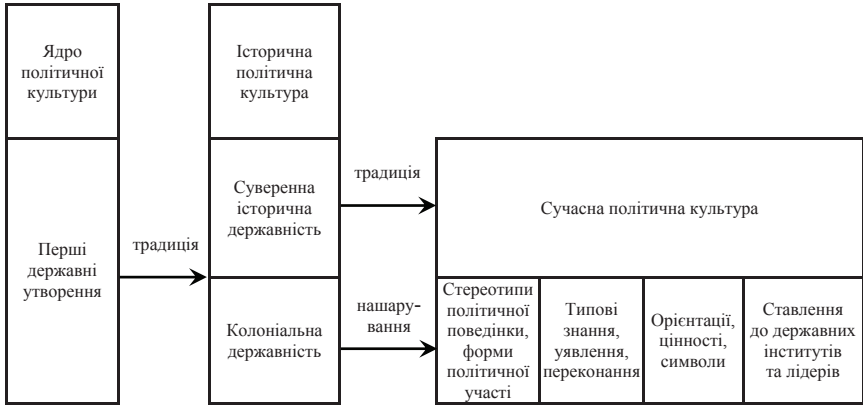 Ядро
політичної
культури
Перші
державні
утворення
традиція
Історична
політична
культура
Суверенна
історична
державність
Колоніальна
державність
традиція
нашару-
вання
Сучасна політична культура
Стереотипи
політичної
поведінки,
форми
політичної
участі
Типові
знання,
уявлення,
переконання
Орієнтації,
цінності,
символи
Ставлення
до державних
інститутів
та лідерів